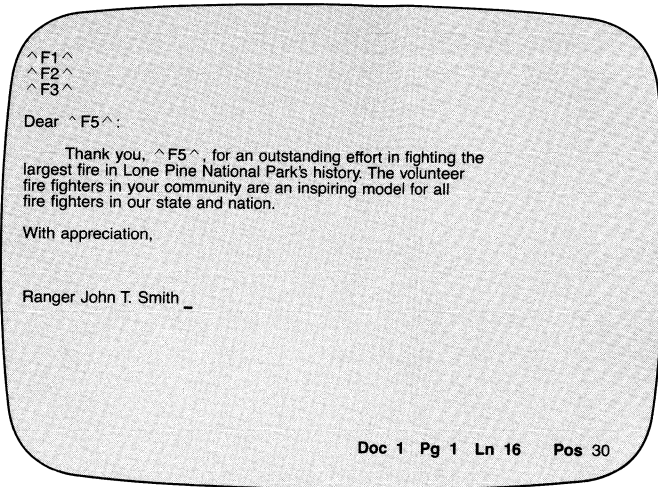 ^F1^
^F2^
^F3^
Dear ^F5^:
Thank you, ^F5^, for an outstanding effort in fighting the
largest fire in Lone Pine National Park's history. The volunteer
fire fighters in your community are an inspiring model for all
fire fighters in our state and nation.
With appreciation,
Ranger John T. Smith _
Doc 1 Pg 1 Ln 16 Pos 30